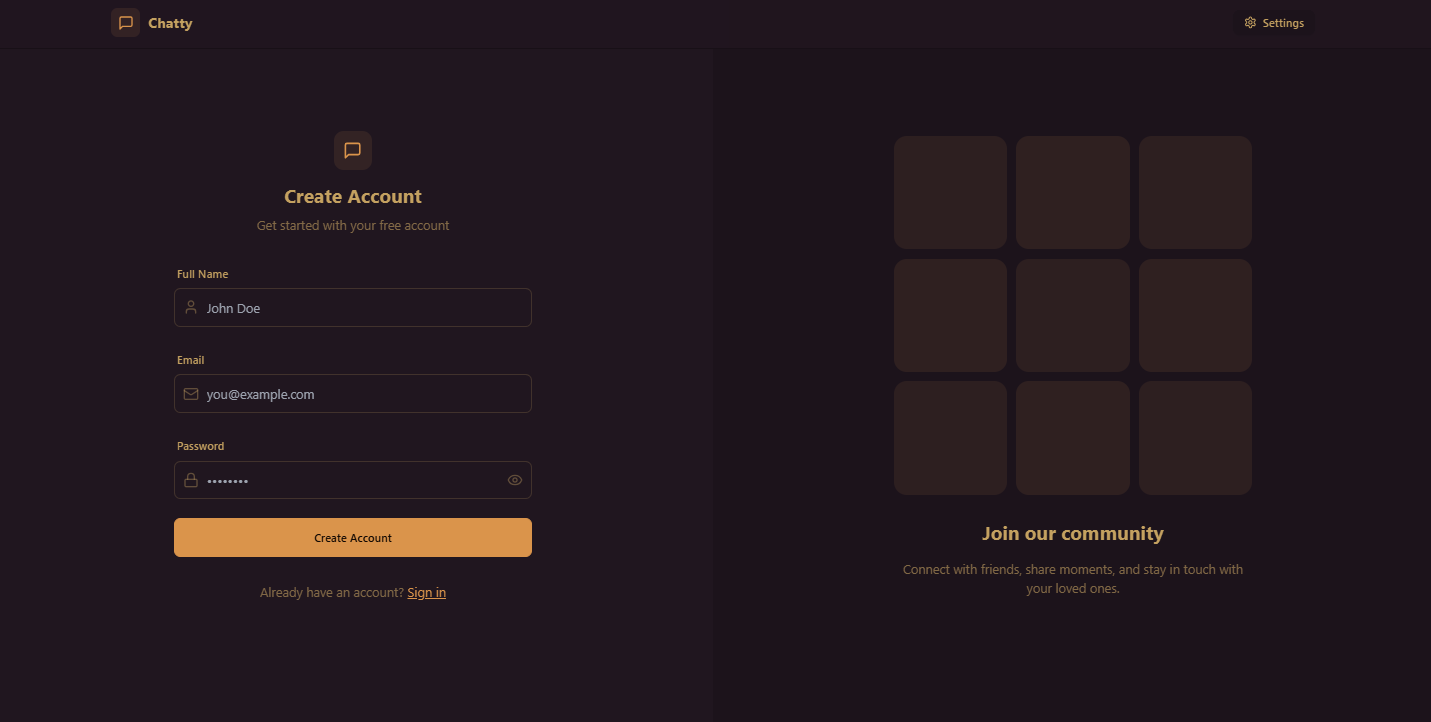 Chatty
Settings
Create Account
Get started with your free account
Full Name
John Doe
Email
you@example.com
Password
••••••••
Create Account
Already have an account? Sign in
Join our community
Connect with friends, share moments, and stay in touch with
your loved ones.